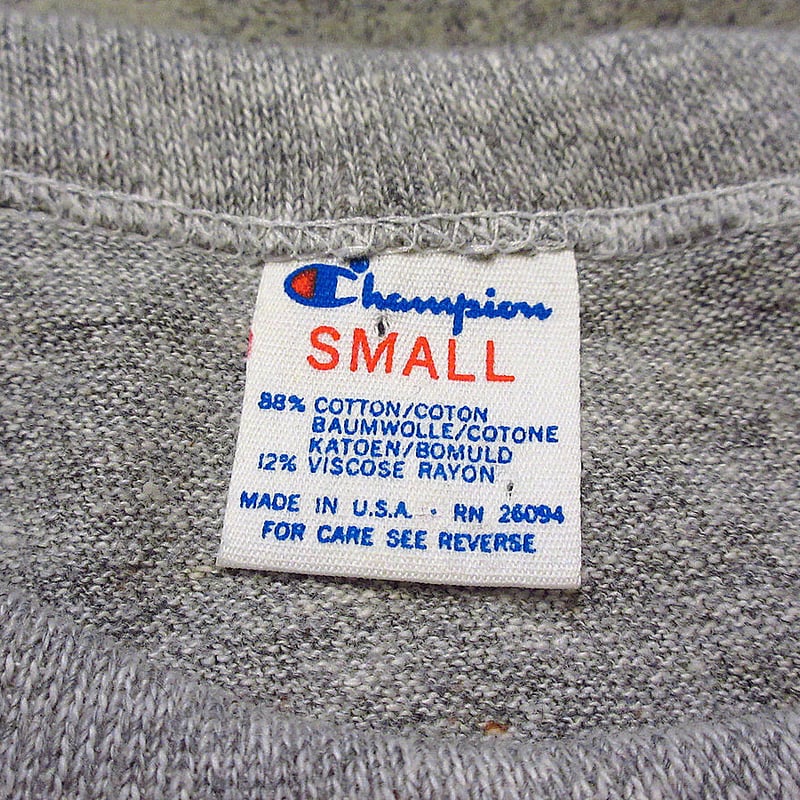 Champion
SMALL
88% COTTON/COTON
BAUMWOLLE/COTONE
KATOEN/BOMULD
12% VISCOSE RAYON
MADE IN U.S.A. · RN 26094
FOR CARE SEE REVERSE